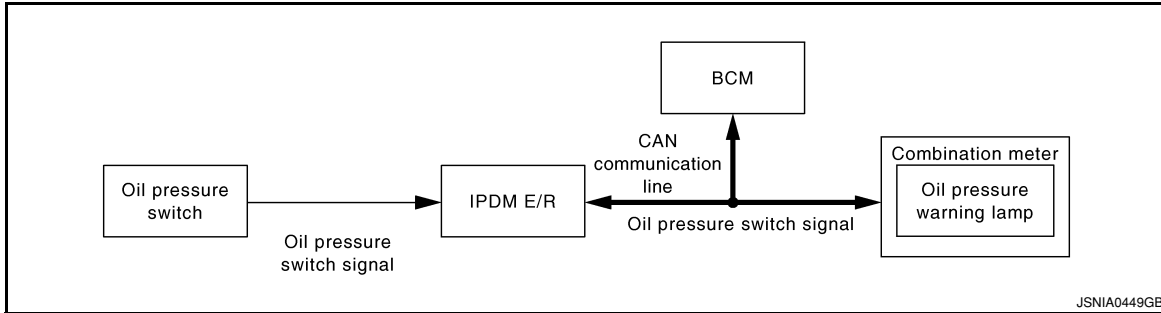 BCM
CAN
communication
line
Combination meter
Oil pressure
switch
IPDM E/R
Oil pressure
warning lamp
Oil pressure switch signal
Oil pressure
switch signal
JSNIA0449GB